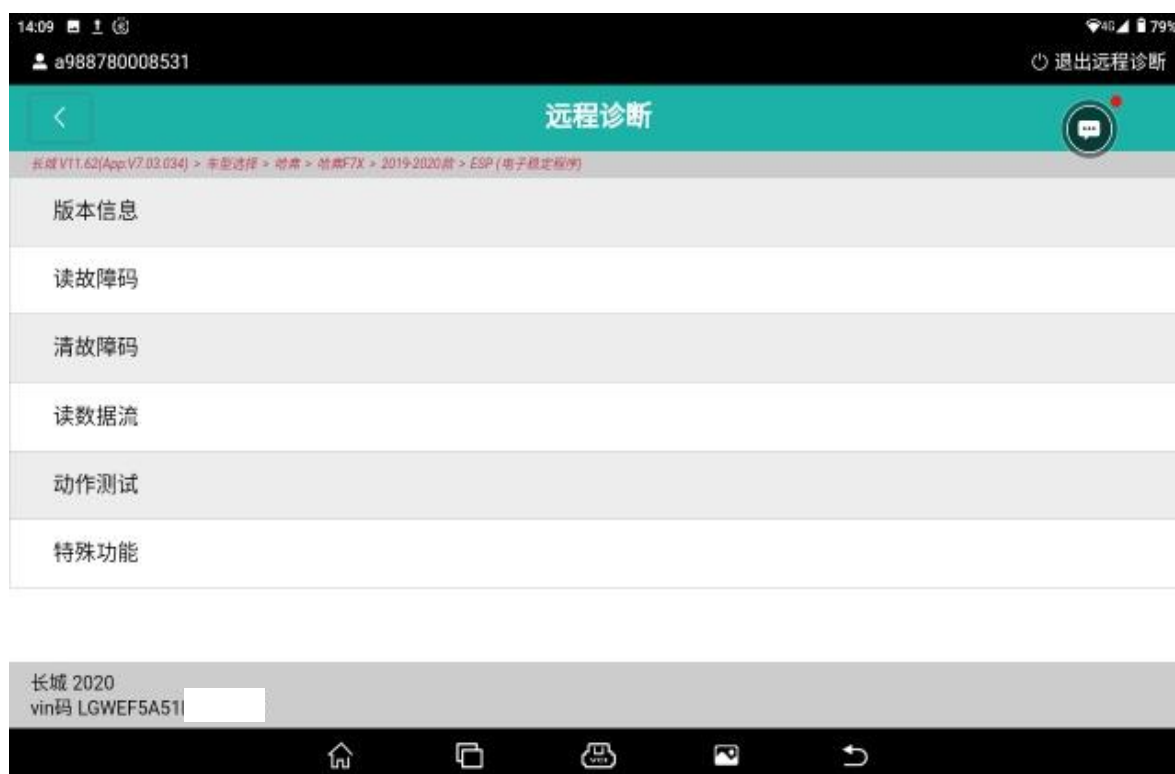 14:09
4G 79%
a988780008531
退出远程诊断
远程诊断
长城 V11.62(App:V7.03.034) > 车型选择 > 哈弗 > 哈弗F7X > 2019-2020款 > ESP (电子稳定程序)
版本信息
读故障码
清故障码
读数据流
动作测试
特殊功能
长城 2020
vin码 LGWEF5A51